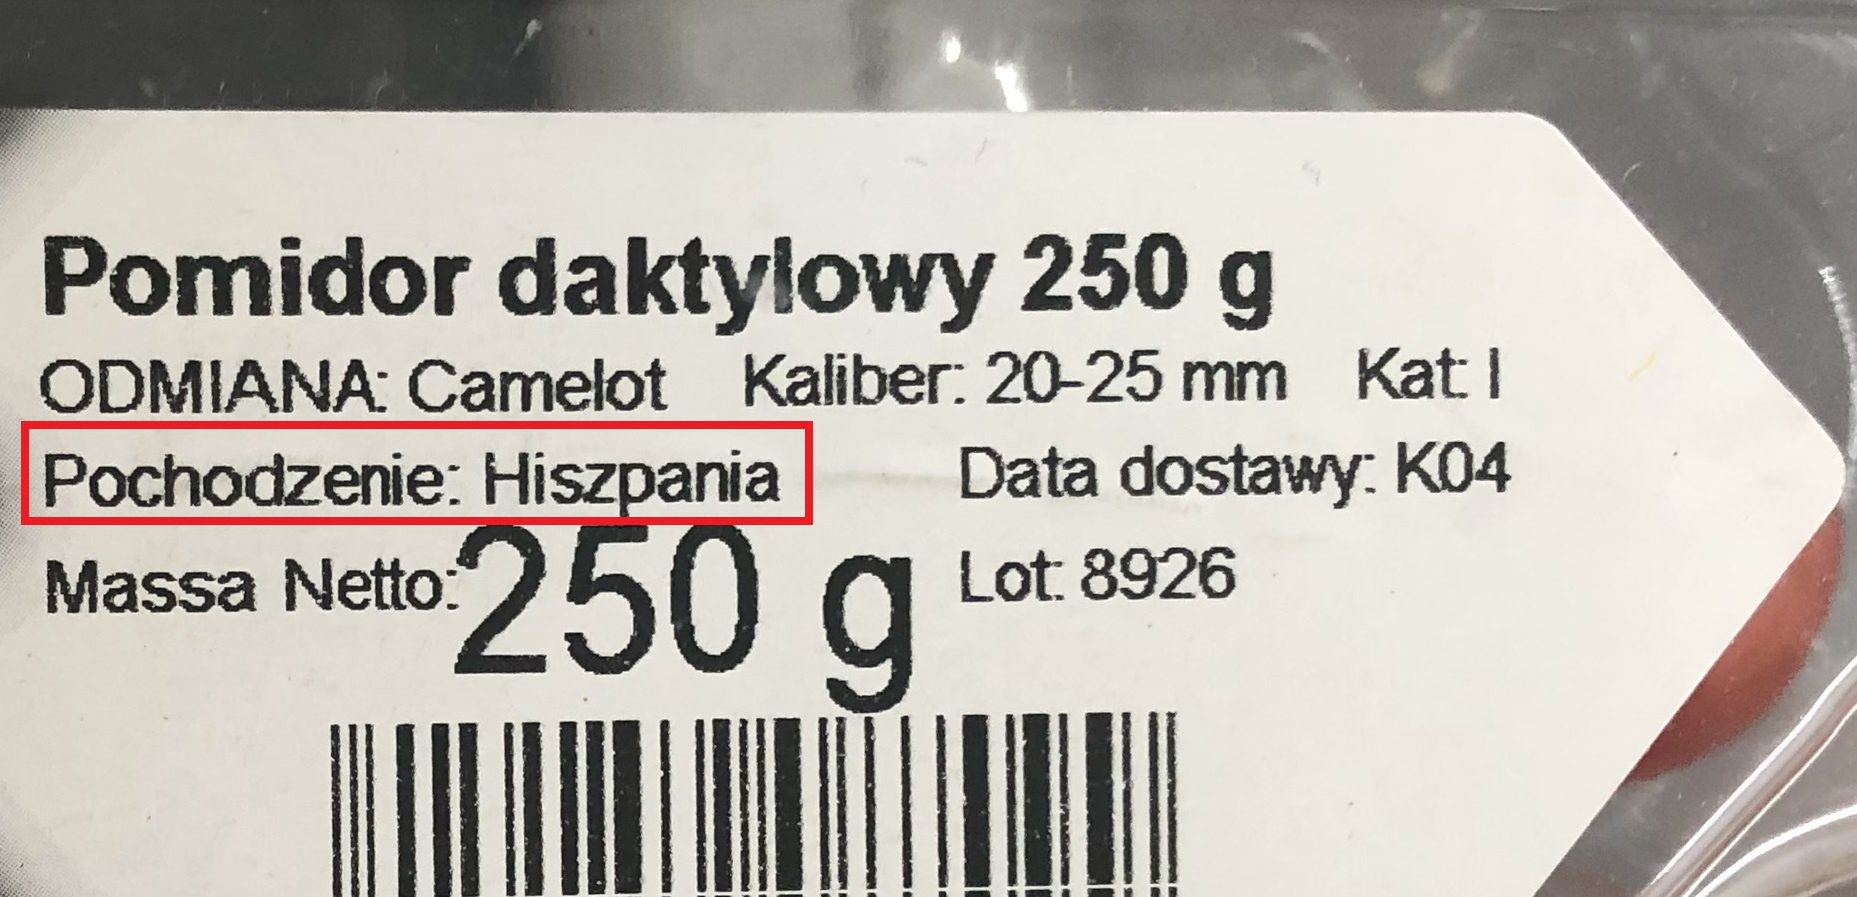 Pomidor daktylowy 250 g
ODMIANA: Camelot Kaliber: 20-25 mm Kat: I
Pochodzenie: Hiszpania Data dostawy: K04
Massa Netto: 250 g Lot: 8926